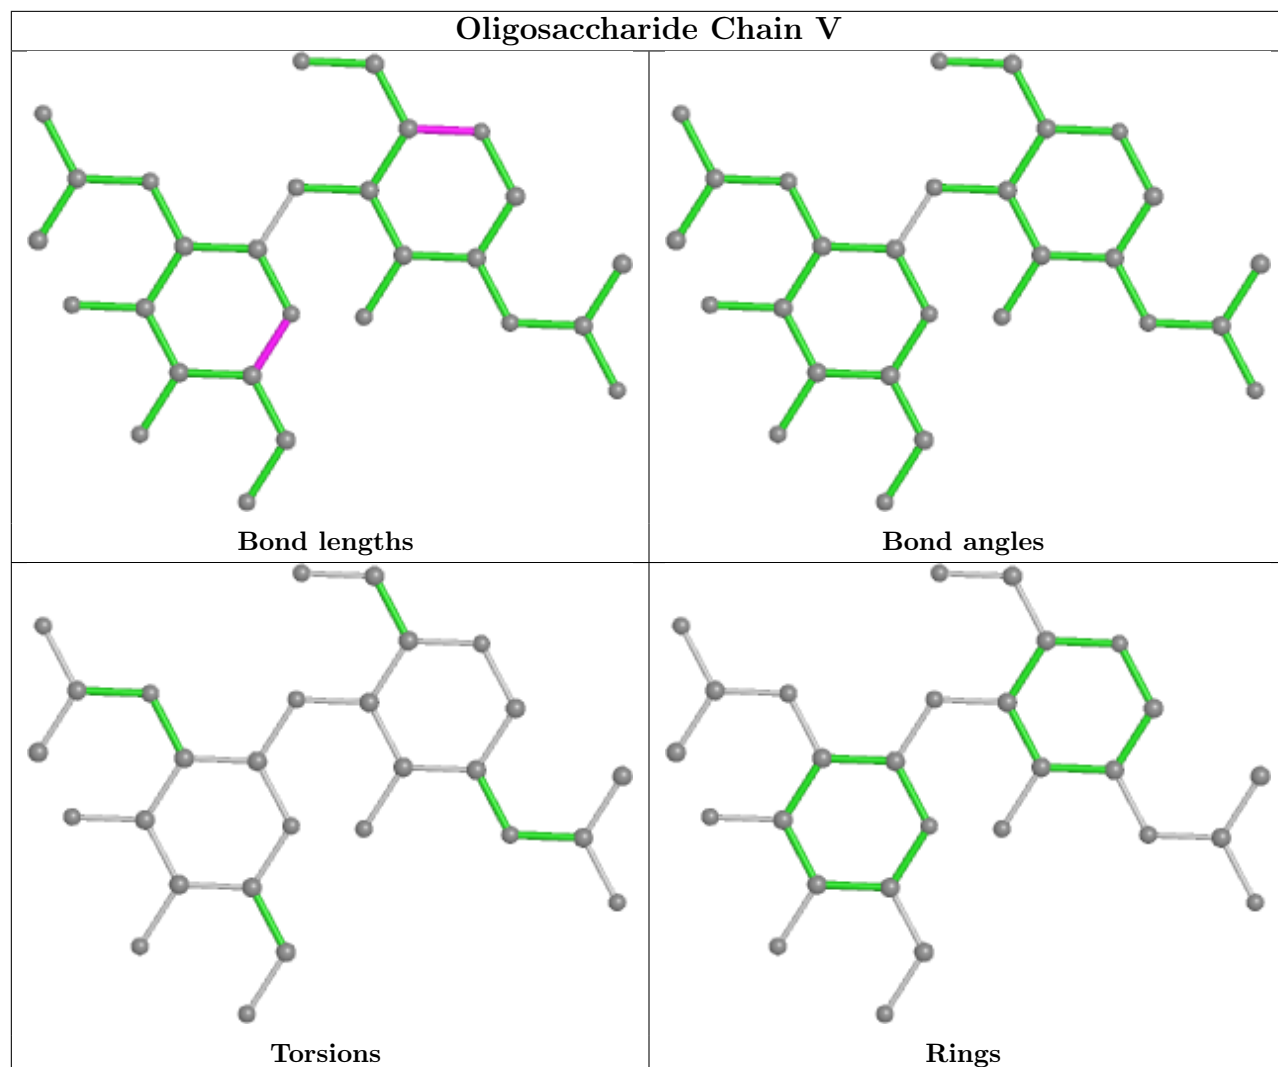 Oligosaccharide Chain V
Bond lengths
Bond angles
Torsions
Rings